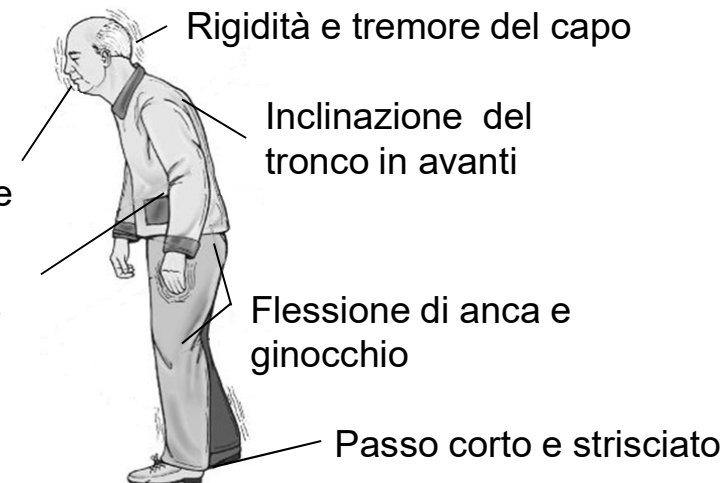 Rigidità e tremore del capo
Inclinazione del
tronco in avanti
e
Flessione di anca e
ginocchio
Passo corto e strisciato